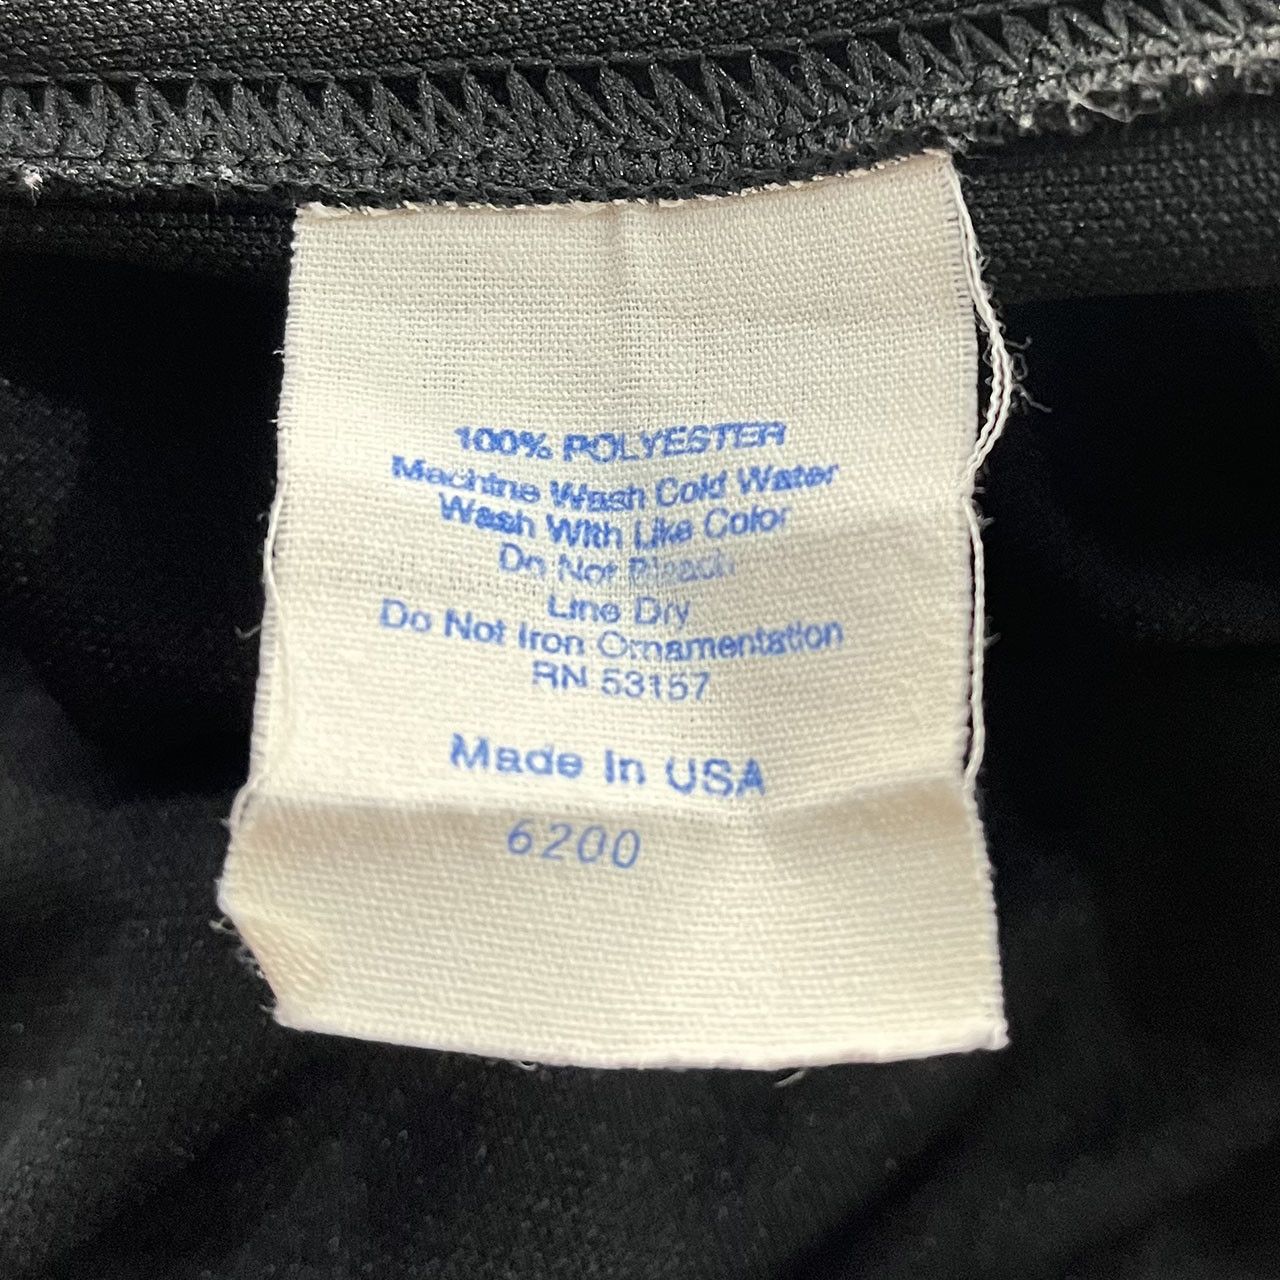 100% POLYESTER
Machine Wash Cold Water
Wash With Like Color
Do Not Bleach
Line Dry
Do Not Iron Ornamentation
RN 53157
Made In USA
6200